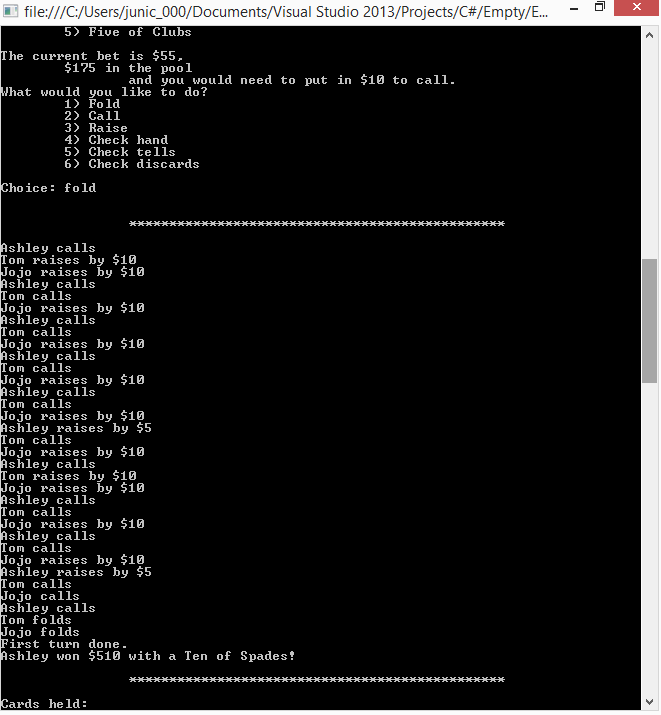 file:///C:/Users/junic_000/Documents/Visual Studio 2013/Projects/C#/Empty/E...
5) Five of Clubs
The current bet is $55,
$175 in the pool
and you would need to put in $10 to call.
What would you like to do?
1) Fold
2) Call
3) Raise
4) Check hand
5) Check tells
6) Check discards
Choice: fold
***********************************************
Ashley calls
Tom raises by $10
Jojo raises by $10
Ashley calls
Tom calls
Jojo raises by $10
Ashley calls
Tom calls
Jojo raises by $10
Ashley calls
Tom calls
Jojo raises by $10
Ashley calls
Tom calls
Jojo raises by $10
Ashley raises by $5
Tom calls
Jojo raises by $10
Ashley calls
Tom raises by $10
Jojo raises by $10
Ashley calls
Tom calls
Jojo raises by $10
Ashley calls
Tom calls
Jojo raises by $10
Ashley raises by $5
Tom calls
Jojo calls
Ashley calls
Tom folds
Jojo folds
First turn done.
Ashley won $510 with a Ten of Spades!
***********************************************
Cards held: